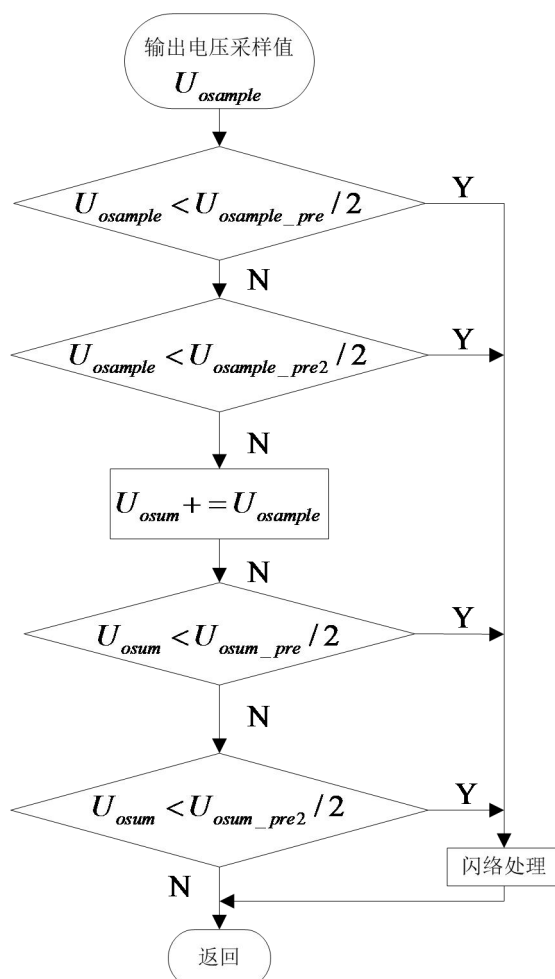 输出电压采样值
U_osample
U_osample < U_osample_pre / 2
Y
N
U_osample < U_osample_pre2 / 2
Y
N
U_osum + = U_osample
N
U_osum < U_osum_pre / 2
Y
N
U_osum < U_osum_pre2 / 2
Y
闪络处理
N
返回